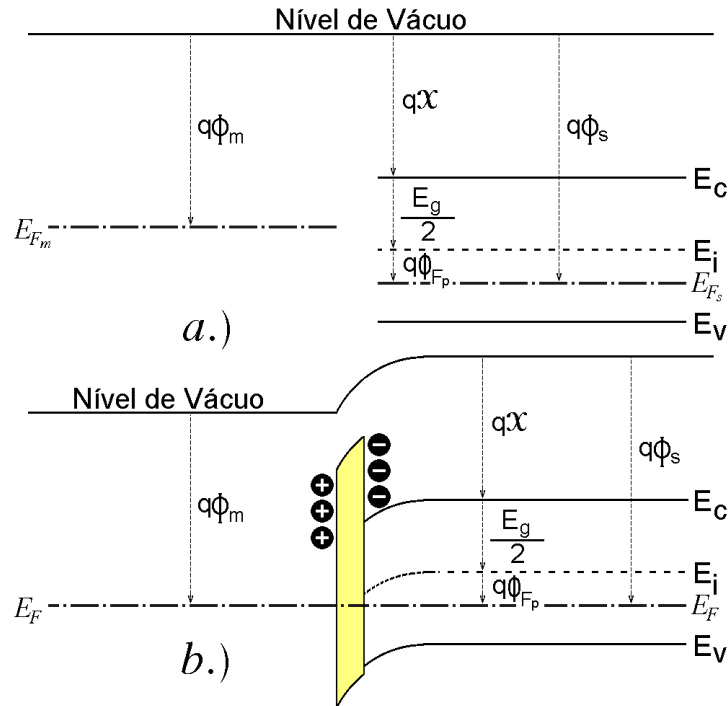 Nível de Vácuo
qϕm
qχ
qϕs
Ec
Eg
2
Ei
EFm
qϕFp
EFs
Ev
a.)
Nível de Vácuo
qϕm
qχ
qϕs
Ec
Eg
2
Ei
qϕFp
EF
EF
Ev
b.)